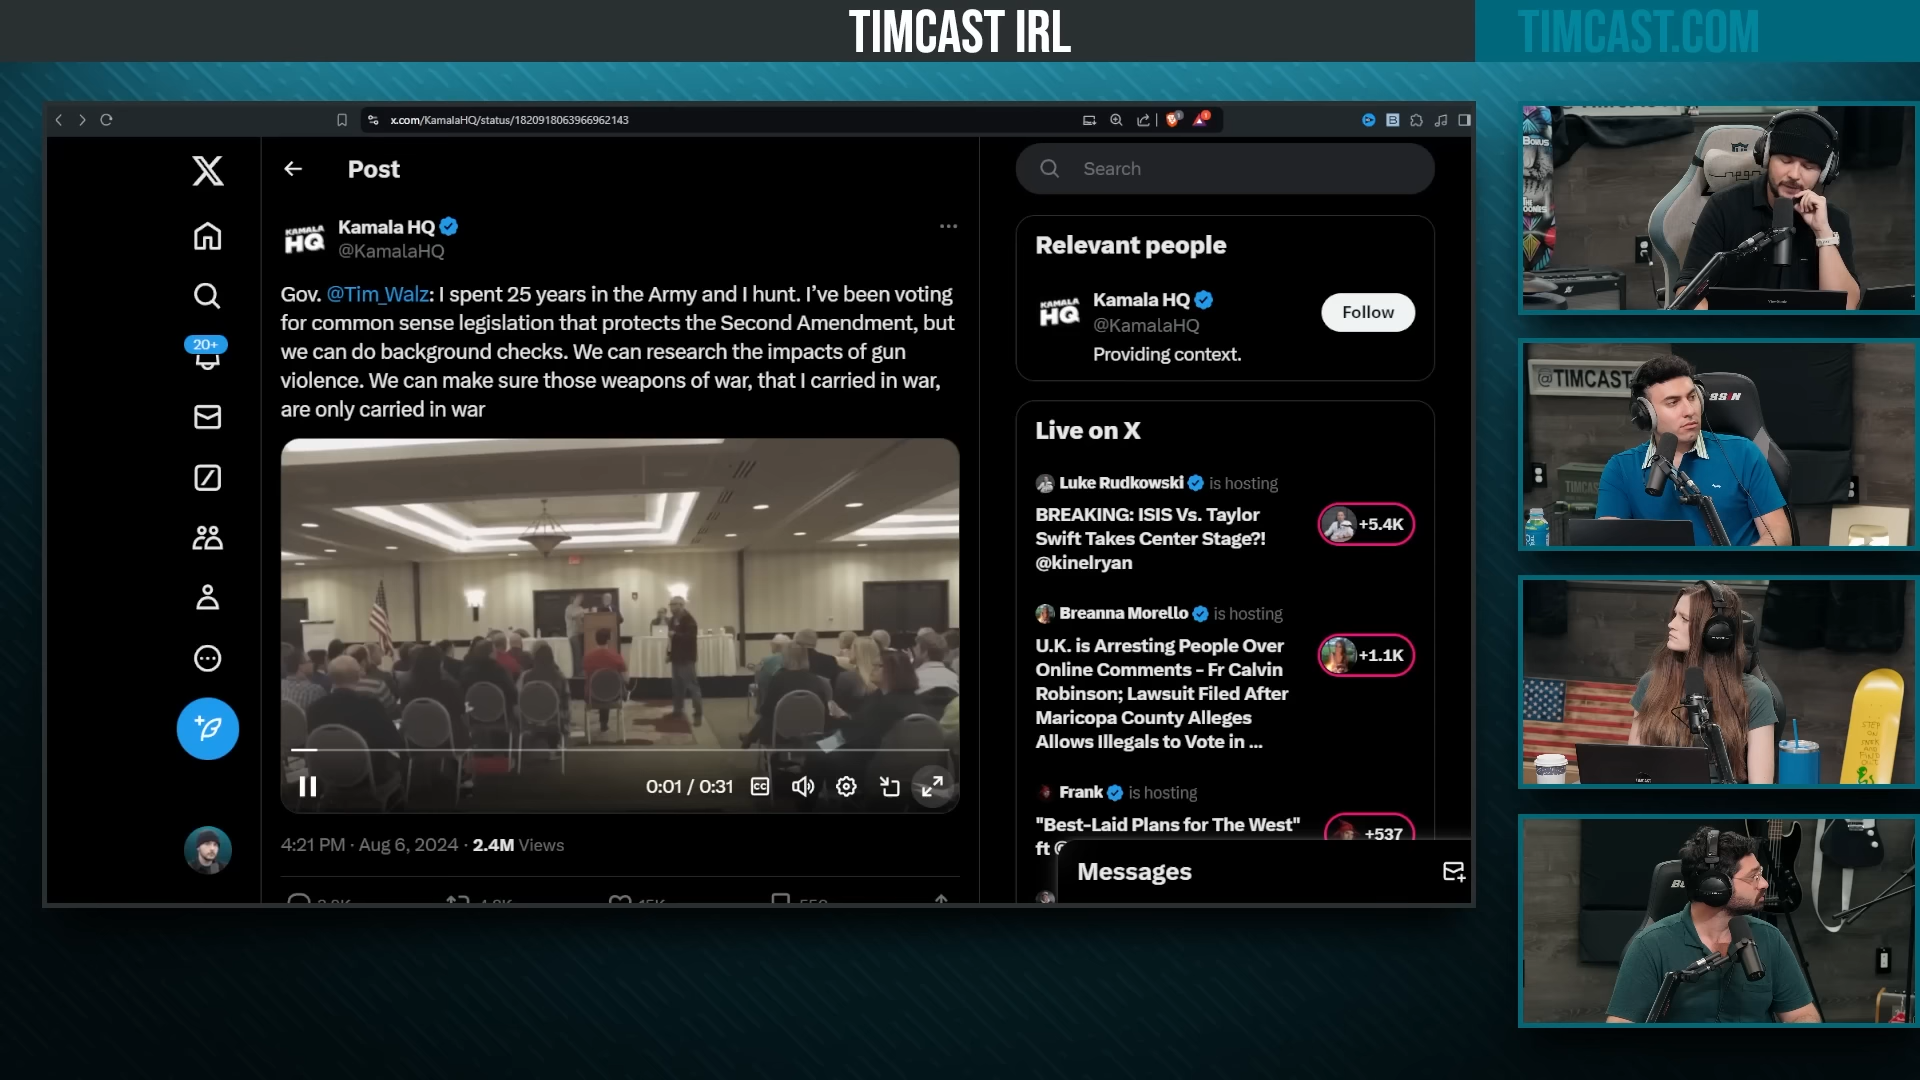 TIMCAST IRL
TIMCAST.COM
x.com/KamalaHQ/status/1820918063966962143
Post
Search
KAMALA
HQ
Kamala HQ
@KamalaHQ
Gov. @Tim_Walz: I spent 25 years in the Army and I hunt. I've been voting
for common sense legislation that protects the Second Amendment, but
we can do background checks. We can research the impacts of gun
violence. We can make sure those weapons of war, that I carried in war,
are only carried in war
20+
0:01 / 0:31
CC
4:21 PM · Aug 6, 2024 · 2.4M Views
Relevant people
KAMALA
HQ
Kamala HQ
@KamalaHQ
Follow
Providing context.
Live on X
Luke Rudkowski is hosting
BREAKING: ISIS Vs. Taylor
Swift Takes Center Stage?!
@kinelryan
+5.4K
Breanna Morello is hosting
U.K. is Arresting People Over
Online Comments - Fr Calvin
Robinson; Lawsuit Filed After
Maricopa County Alleges
Allows Illegals to Vote in ...
+1.1K
Frank is hosting
"Best-Laid Plans for The West"
ft
+537
Messages
@TIMCAST